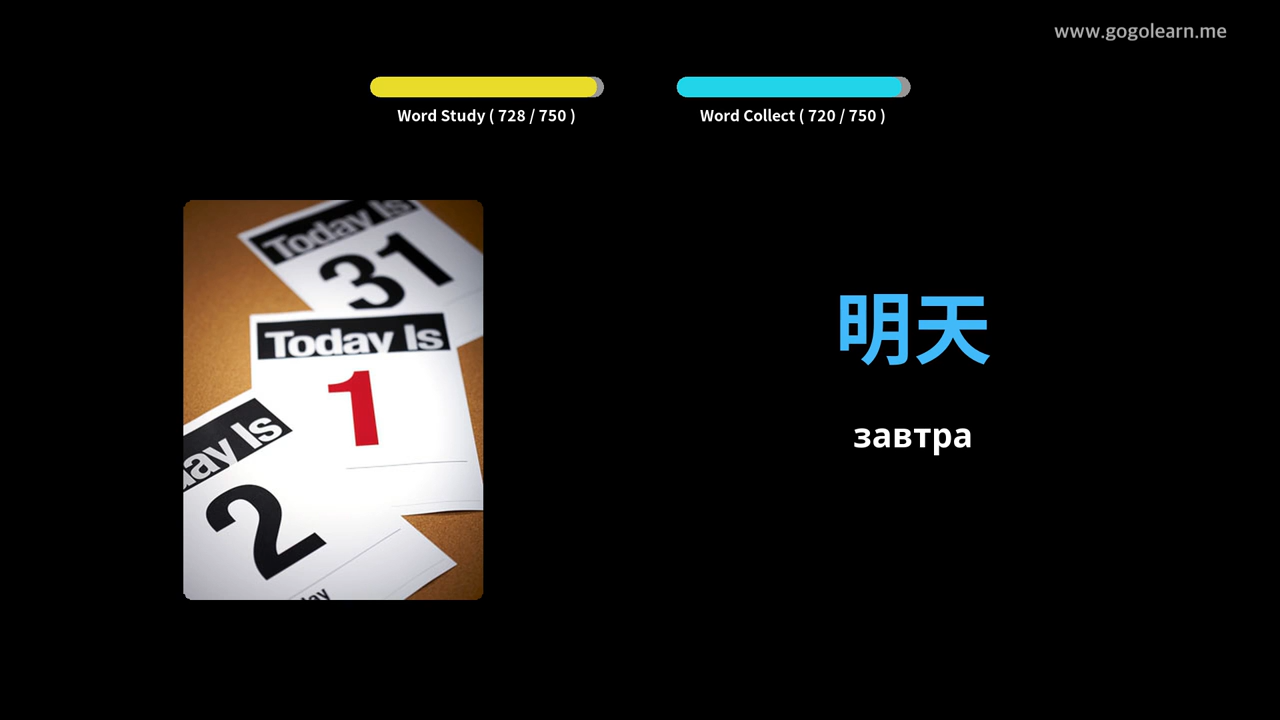 www.gogolearn.me
Word Study ( 728 / 750 )
Word Collect ( 720 / 750 )
Today Is
31
Today Is
1
day Is
2
明天
завтра